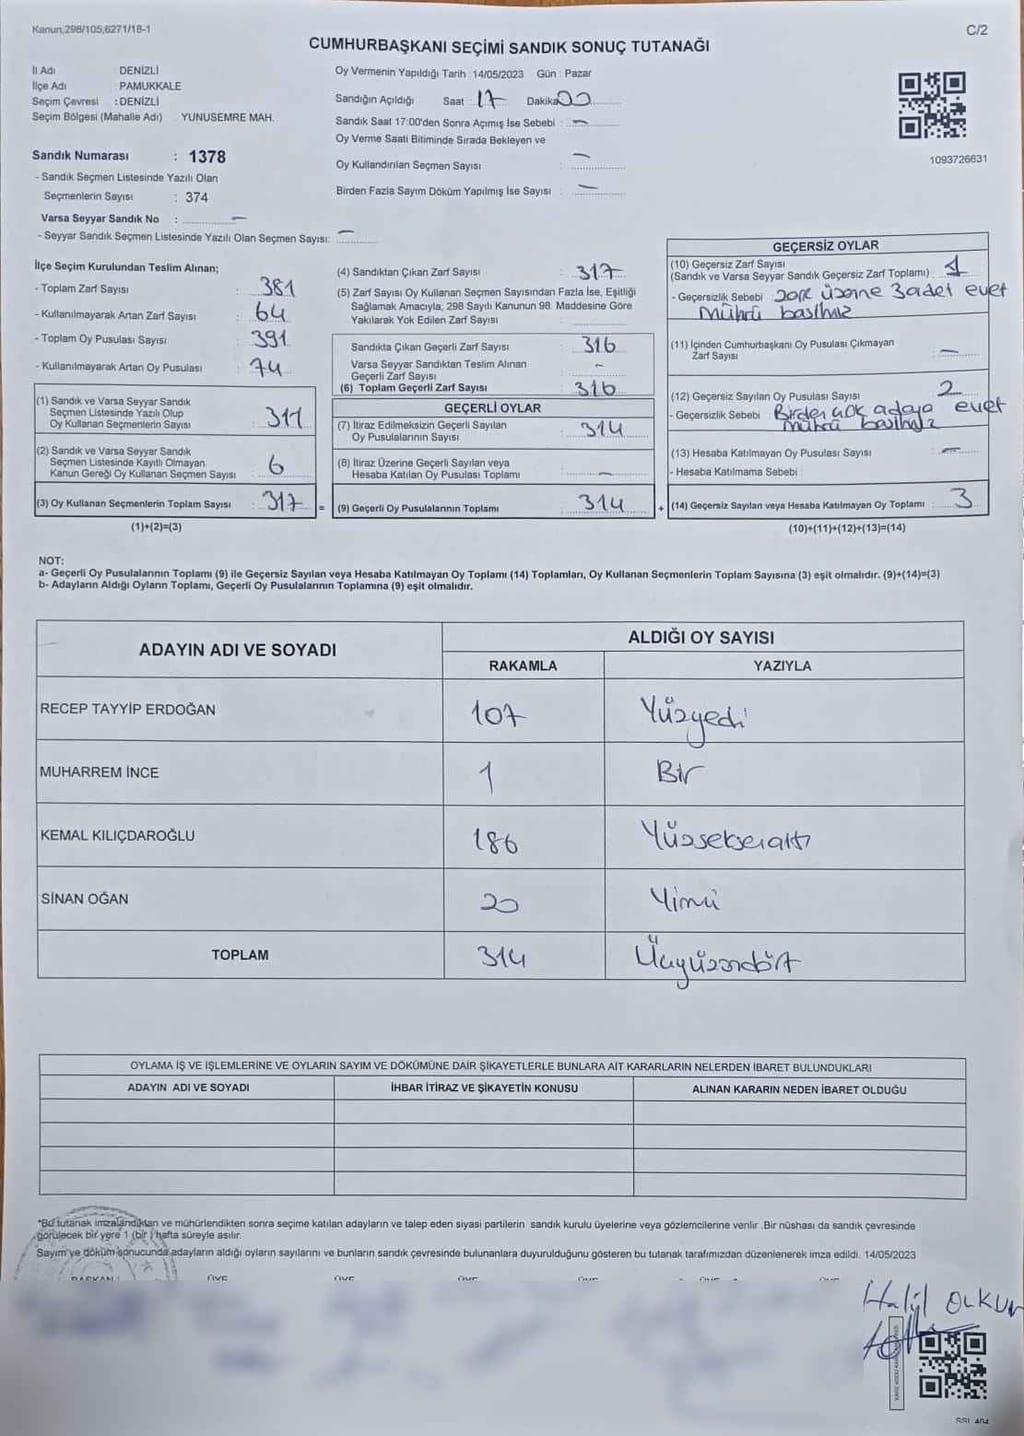 Kanun,298/105,6271/18-1
C/2
CUMHURBAŞKANI SEÇİMİ SANDIK SONUÇ TUTANAĞI
İl Adı : DENİZLİ
İlçe Adı : PAMUKKALE
Seçim Çevresi : DENİZLİ
Seçim Bölgesi (Mahalle Adı) YUNUSEMRE MAH.
Sandık Numarası : 1378
- Sandık Seçmen Listesinde Yazılı Olan
Seçmenlerin Sayısı : 374
Varsa Seyyar Sandık No : -
- Seyyar Sandık Seçmen Listesinde Yazılı Olan Seçmen Sayısı: -
Oy Vermenin Yapıldığı Tarih : 14/05/2023 Gün : Pazar
Sandığın Açıldığı Saat : 17 Dakika 00
Sandık Saat 17:00'den Sonra Açımış İse Sebebi : -
Oy Verme Saati Bitiminde Sırada Bekleyen ve
Oy Kullandırılan Seçmen Sayısı : -
Birden Fazla Sayım Döküm Yapılmış İse Sayısı : -
1093726631
İlçe Seçim Kurulundan Teslim Alınan;
- Toplam Zarf Sayısı : 381
- Kullanılmayarak Artan Zarf Sayısı : 64
- Toplam Oy Pusulası Sayısı : 391
- Kullanılmayarak Artan Oy Pusulası : 74
(1) Sandık ve Varsa Seyyar Sandık
Seçmen Listesinde Yazılı Olup
Oy Kullanan Seçmenlerin Sayısı : 311
(2) Sandık ve Varsa Seyyar Sandık
Seçmen Listesinde Kayıtlı Olmayan
Kanun Gereği Oy Kullanan Seçmen Sayısı : 6
(3) Oy Kullanan Seçmenlerin Toplam Sayısı : 317 =
(1)+(2)=(3)
(4) Sandıktan Çıkan Zarf Sayısı : 317
(5) Zarf Sayısı Oy Kullanan Seçmen Sayısından Fazla İse, Eşitliği
Sağlamak Amacıyla; 298 Sayılı Kanunun 98. Maddesine Göre
Yakılarak Yok Edilen Zarf Sayısı :
Sandıkta Çıkan Geçerli Zarf Sayısı : 316
Varsa Seyyar Sandıktan Teslim Alınan
Geçerli Zarf Sayısı : -
(6) Toplam Geçerli Zarf Sayısı : 316
GEÇERLİ OYLAR
(7) İtiraz Edilmeksizin Geçerli Sayılan
Oy Pusulalarının Sayısı : 314
(8) İtiraz Üzerine Geçerli Sayılan veya
Hesaba Katılan Oy Pusulası Toplamı : -
(9) Geçerli Oy Pusulalarının Toplamı : 314 +
GEÇERSİZ OYLAR
(10) Geçersiz Zarf Sayısı
(Sandık ve Varsa Seyyar Sandık Geçersiz Zarf Toplamı) : 1
- Geçersizlik Sebebi : zarf üzerine 3 adet evet
mührü basılmız
(11) İçinden Cumhurbaşkanı Oy Pusulası Çıkmayan
Zarf Sayısı : -
(12) Geçersiz Sayılan Oy Pusulası Sayısı : 2
- Geçersizlik Sebebi : Birden çok adaya evet
mührü basılmız
(13) Hesaba Katılmayan Oy Pusulası Sayısı : -
- Hesaba Katılmama Sebebi :
(14) Geçersiz Sayılan veya Hesaba Katılmayan Oy Toplamı : 3
(10)+(11)+(12)+(13)=(14)
NOT:
a- Geçerli Oy Pusulalarının Toplamı (9) ile Geçersiz Sayılan veya Hesaba Katılmayan Oy Toplamı (14) Toplamları, Oy Kullanan Seçmenlerin Toplam Sayısına (3) eşit olmalıdır. (9)+(14)=(3)
b- Adayların Aldığı Oyların Toplamı, Geçerli Oy Pusulalarının Toplamına (9) eşit olmalıdır.
ADAYIN ADI VE SOYADI
ALDIĞI OY SAYISI
RAKAMLA YAZIYLA
RECEP TAYYİP ERDOĞAN 107 Yüzyedi
MUHARREM İNCE 1 Bir
KEMAL KILIÇDAROĞLU 186 Yüzseksenaltı
SİNAN OĞAN 20 Yirmi
TOPLAM 314 Üçyüzondört
OYLAMA İŞ VE İŞLEMLERİNE VE OYLARIN SAYIM VE DÖKÜMÜNE DAİR ŞİKAYETLERLE BUNLARA AİT KARARLARIN NELERDEN İBARET BULUNDUKLARI
ADAYIN ADI VE SOYADI İHBAR İTİRAZ VE ŞİKAYETİN KONUSU ALINAN KARARIN NEDEN İBARET OLDUĞU
*Bu tutanak imzalandıktan ve mühürlendikten sonra seçime katılan adayların ve talep eden siyasi partilerin sandık kurulu üyelerine veya gözlemcilerine verilir .Bir nüshası da sandık çevresinde
görülecek bir yere 1 (bir ) hafta süreyle asılır.
Sayım ve döküm sonucunda adayların aldığı oyların sayılarını ve bunların sandık çevresinde bulunanlara duyurulduğunu gösteren bu tutanak tarafımızdan düzenlenerek imza edildi. 14/05/2023
BAŞKAN ÜYE ÜYE ÜYE ÜYE ÜYE ÜYE
Halil OLKUN